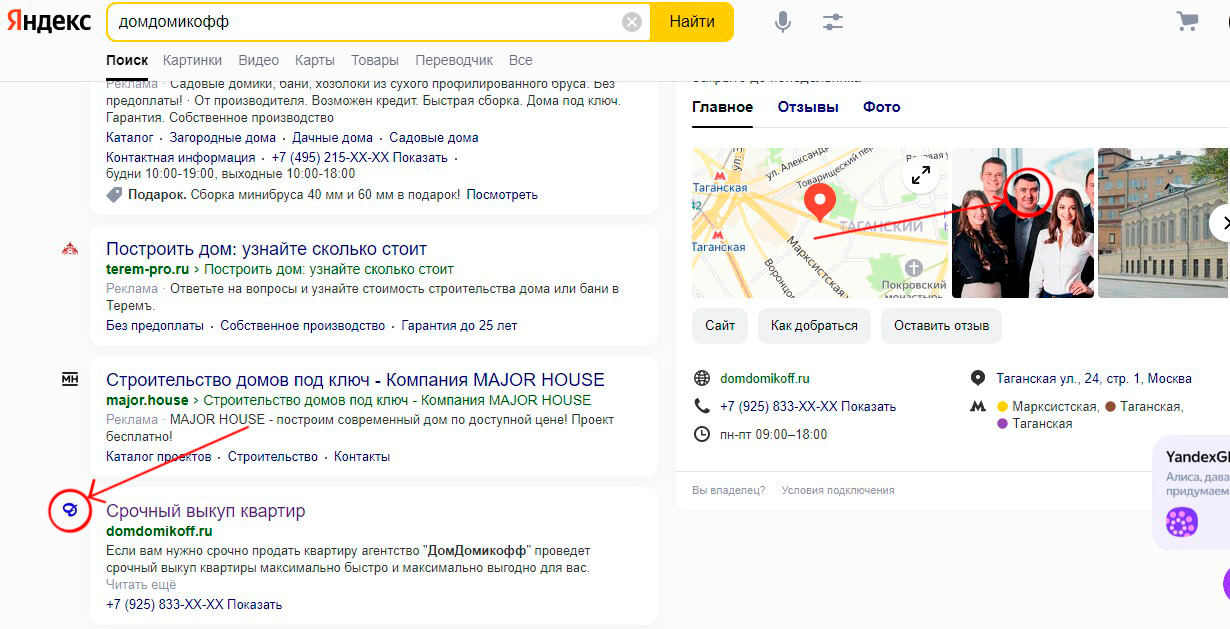 Яндекс
домдомикофф
Найти
Поиск Картинки Видео Карты Товары Переводчик Все
Реклама · Садовые домики, бани, хозблоки из сухого профилированного бруса. Без
предоплаты! · От производителя. Возможен кредит. Быстрая сборка. Дома под ключ.
Гарантия. Собственное производство
Каталог · Загородные дома · Дачные дома · Садовые дома
Контактная информация · +7 (495) 215-XX-XX Показать ·
будни 10:00-19:00, выходные 10:00-18:00
Подарок. Сборка минибруса 40 мм и 60 мм в подарок! Посмотреть
Построить дом: узнайте сколько стоит
terem-pro.ru › Построить дом: узнайте сколько стоит
Реклама · Ответьте на вопросы и узнайте стоимость строительства дома или бани в
Теремъ.
Без предоплаты · Собственное производство · Гарантия до 25 лет
МН
Строительство домов под ключ - Компания MAJOR HOUSE
major.house › Строительство домов под ключ - Компания MAJOR HOUSE
Реклама · MAJOR HOUSE - построим современный дом по доступной цене! Проект
бесплатно!
Каталог проектов · Строительство · Контакты
Срочный выкуп квартир
domdomikoff.ru
Если вам нужно срочно продать квартиру агентство "ДомДомикофф" проведет
срочный выкуп квартиры максимально быстро и максимально выгодно для вас.
Читать ещё
+7 (925) 833-XX-XX Показать
Закрыто до понедельника
Главное Отзывы Фото
ул. Александр
Товарищеский пер
Таганская
42
ТАГАНСКИЙ
Таганская
Марксистская
Воронцо
Покровский
монастырь
Сайт
Как добраться
Оставить отзыв
domdomikoff.ru
+7 (925) 833-XX-XX Показать
пн-пт 09:00–18:00
Таганская ул., 24, стр. 1, Москва
Марксистская, Таганская,
Таганская
Вы владелец? Условия подключения
YandexG
Алиса, дава
придумаем